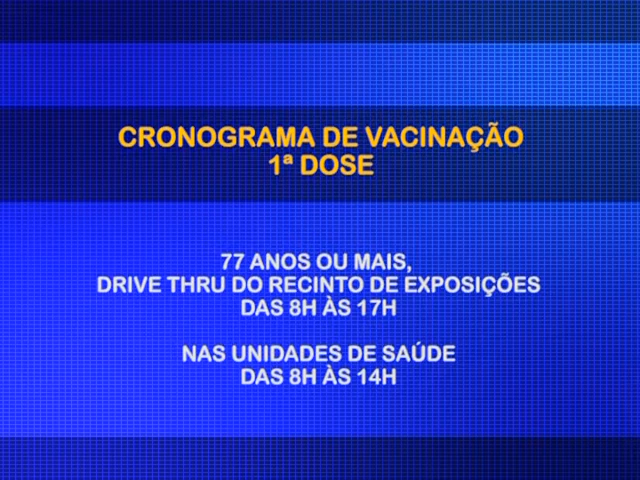 CRONOGRAMA DE VACINAÇÃO
1ª DOSE
77 ANOS OU MAIS,
DRIVE THRU DO RECINTO DE EXPOSIÇÕES
DAS 8H ÀS 17H
NAS UNIDADES DE SAÚDE
DAS 8H ÀS 14H